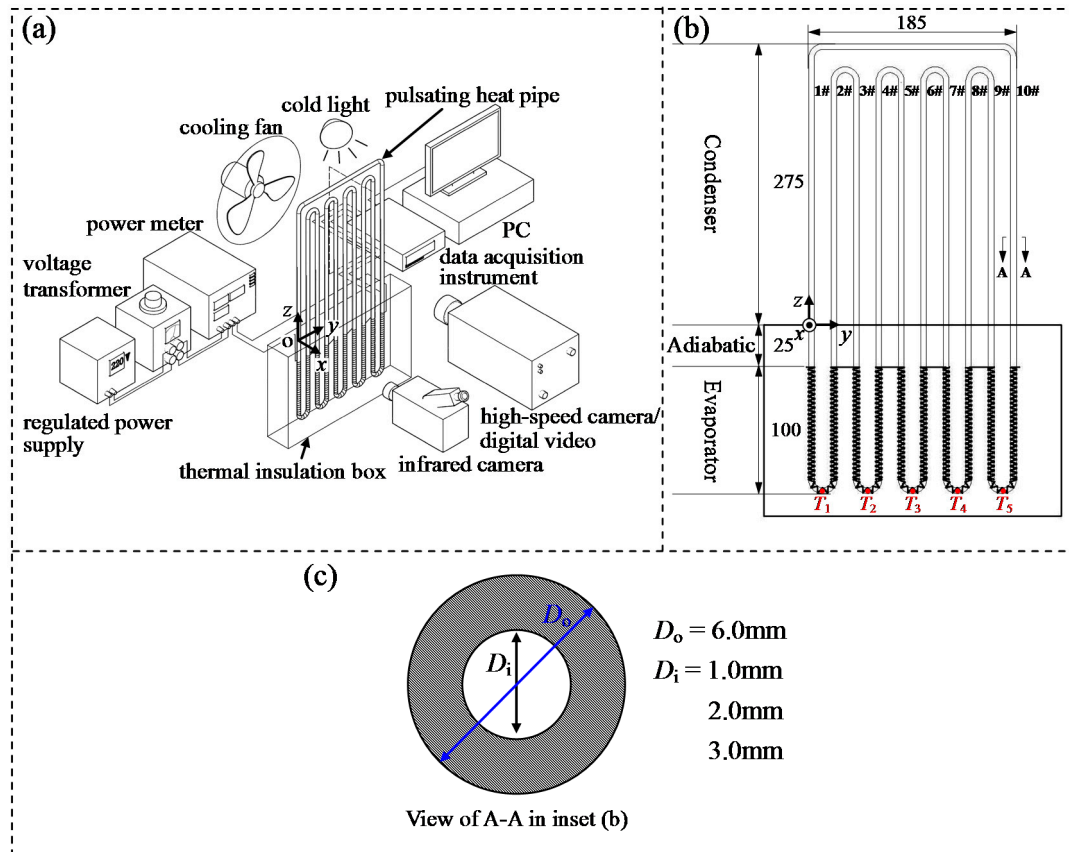 (a)
cold light
pulsating heat pipe
cooling fan
power meter
PC
voltage
transformer
data acquisition
instrument
z
y
o
x
220
regulated power
supply
high-speed camera/
digital video
infrared camera
thermal insulation box
(b)
185
1# 2# 3# 4# 5# 6# 7# 8# 9# 10#
Condenser
275
A A
z
x y
Adiabatic
25
Evaporator
100
T1 T2 T3 T4 T5
(c)
Do
Di
Do = 6.0mm
Di = 1.0mm
2.0mm
3.0mm
View of A-A in inset (b)